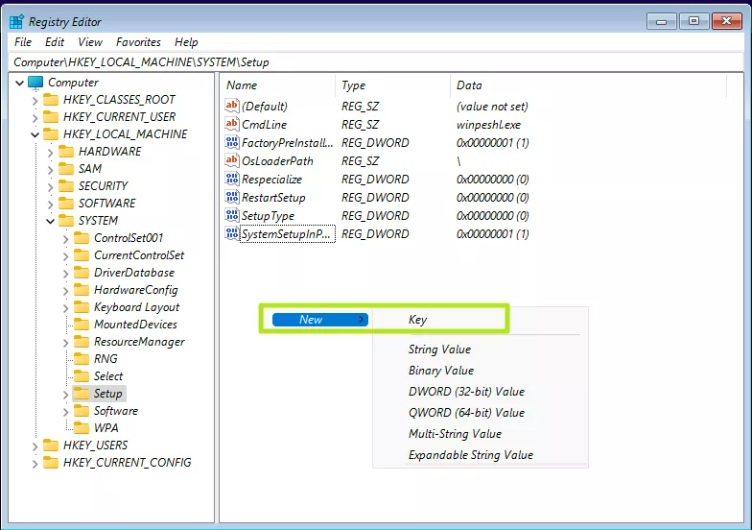 Registry Editor
File Edit View Favorites Help
Computer\HKEY_LOCAL_MACHINE\SYSTEM\Setup
Computer
HKEY_CLASSES_ROOT
HKEY_CURRENT_USER
HKEY_LOCAL_MACHINE
HARDWARE
SAM
SECURITY
SOFTWARE
SYSTEM
ControlSet001
CurrentControlSet
DriverDatabase
HardwareConfig
Keyboard Layout
MountedDevices
ResourceManager
RNG
Select
Setup
Software
WPA
HKEY_USERS
HKEY_CURRENT_CONFIG
Name Type Data
(Default) REG_SZ (value not set)
CmdLine REG_SZ winpeshl.exe
FactoryPreInstall... REG_DWORD 0x00000001 (1)
OsLoaderPath REG_SZ \
Respecialize REG_DWORD 0x00000000 (0)
RestartSetup REG_DWORD 0x00000000 (0)
SetupType REG_DWORD 0x00000000 (0)
SystemSetupInP... REG_DWORD 0x00000001 (1)
New Key
String Value
Binary Value
DWORD (32-bit) Value
QWORD (64-bit) Value
Multi-String Value
Expandable String Value